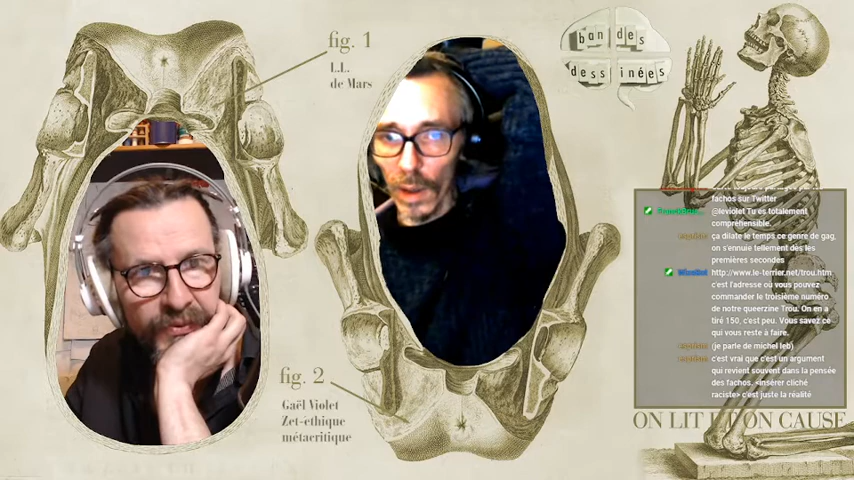 fig. 1
L.L.
de Mars
fig. 2
Gaël Violet
Zet-éthique
métacritique
bandes
dessinées
fachos sur Twitter
@leviolet Tu es totalement
compréhensible.
ça dilate le temps ce genre de gag,
on s'ennuie tellement dès les
premières secondes
http://www.le-terrier.net/trou.htm
c'est l'adresse où vous pouvez
commander le troisième numéro
de notre queerzine Trou. On en a
tiré 150, c'est peu. Vous savez ce
qui vous reste à faire.
(je parle de michel leb)
c'est vrai que c'est un argument
qui revient souvent dans la pensée
des fachos. <insérer cliché
raciste> c'est juste la réalité
ON LIT ET ON CAUSE